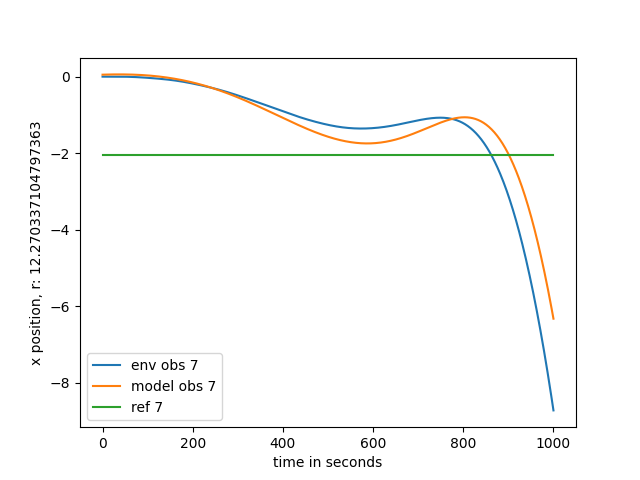 0
−2
−4
−6
−8
x position, r: 12.270337104797363
env obs 7
model obs 7
ref 7
0
200
400
600
800
1000
time in seconds